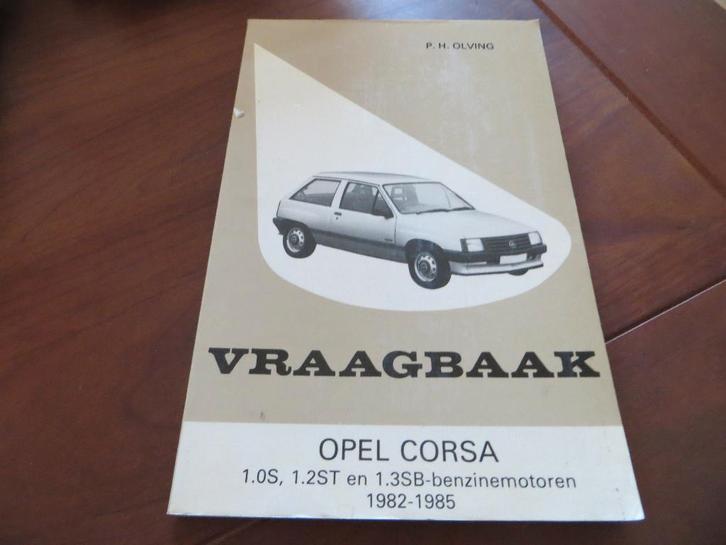 P. H. OLVING
VRAAGBAAK
OPEL CORSA
1.0S, 1.2ST en 1.3SB-benzinemotoren
1982-1985